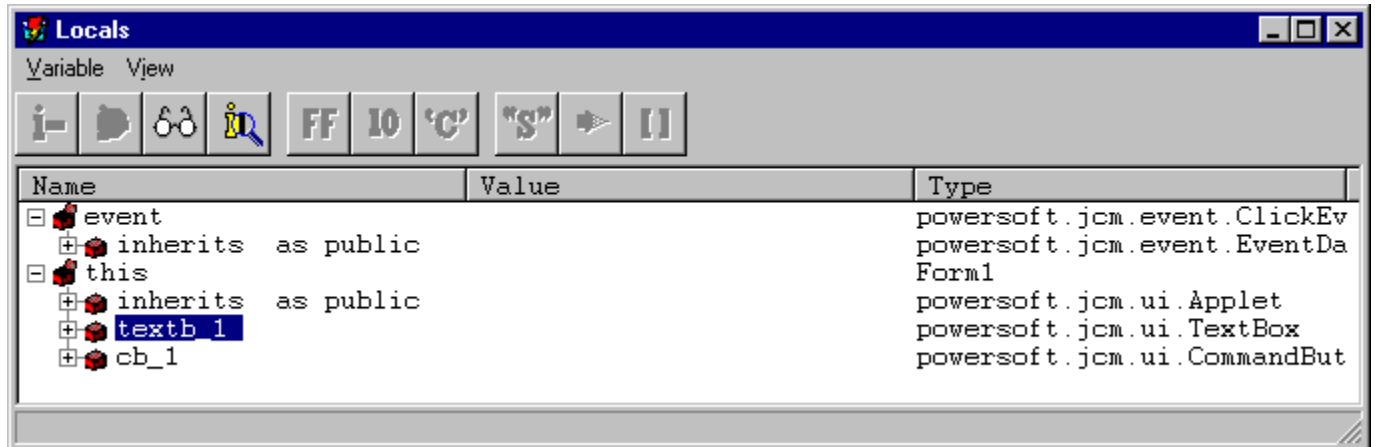 Locals
Variable View
FF IO 'C' "S" []
Name Value Type
event powersoft.jcm.event.ClickEv
inherits as public powersoft.jcm.event.EventDa
this Form1
inherits as public powersoft.jcm.ui.Applet
textb_1 powersoft.jcm.ui.TextBox
cb_1 powersoft.jcm.ui.CommandBut